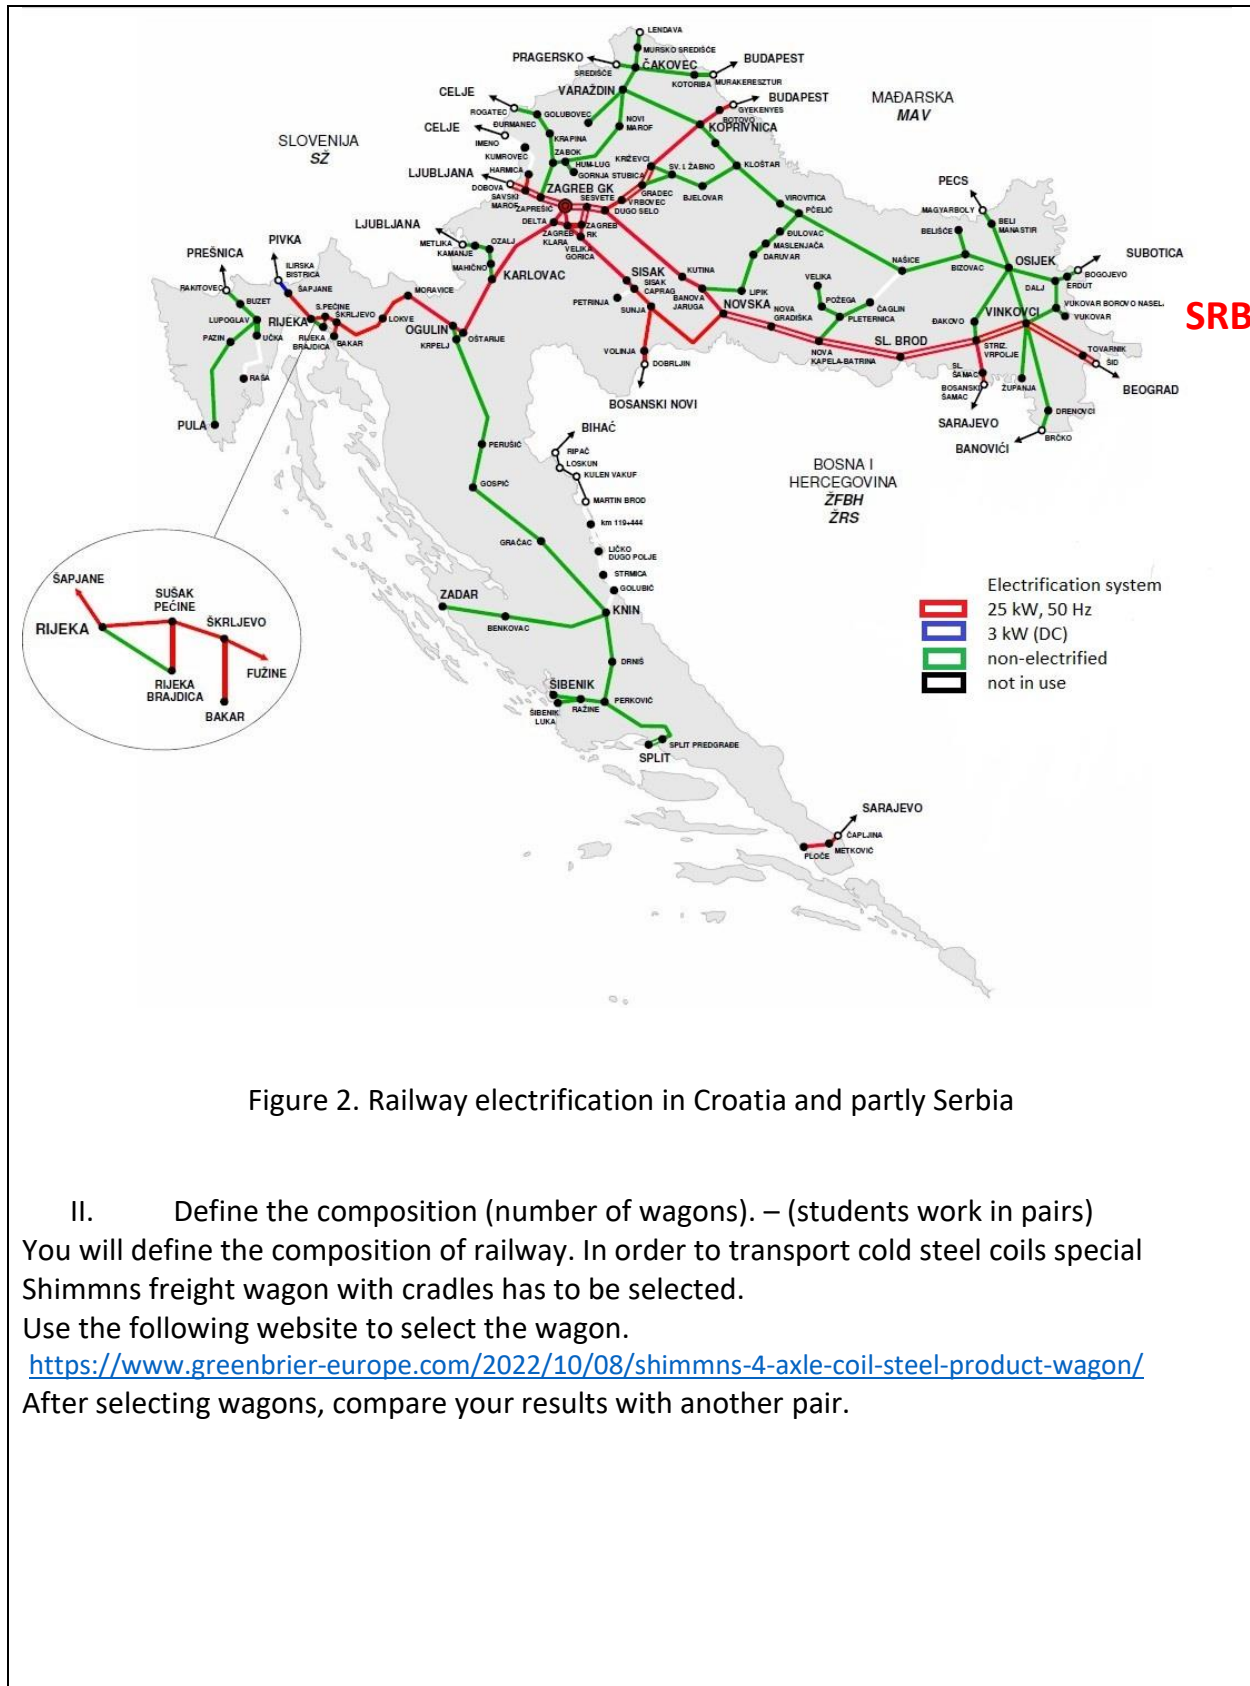 LENDAVA
MURSKO SREDIŠĆE
PRAGERSKO
SREDIŠĆE
ČAKOVEC
BUDAPEST
KOTORIBA
MURAKERESZTUR
CELJE
VARAŽDIN
BUDAPEST
MAĐARSKA
MAV
ROGATEC
GOLUBOVEC
GYEKENYES
BOTOVO
ĐURMANEC
NOVI
MAROF
KOPRIVNICA
CELJE
SLOVENIJA
SŽ
IMENO
KRAPINA
KUMROVEC
ZABOK
KRIŽEVCI
HUM-LUG
SV. I. ŽABNO
KLOŠTAR
HARMICA
GORNJA STUBICA
LJUBLJANA
DOBOVA
ZAGREB GK
GRADEC
BJELOVAR
PECS
SAVSKI
MAROF
SESVETE
VRBOVEC
VIROVITICA
ZAPREŠIĆ
DUGO SELO
PČELIĆ
MAGYARBOLY
BELI
MANASTIR
DELTA
LJUBLJANA
ZAGREB
KLARA
ZAGREB
RK
ĐULOVAC
BELIŠĆE
METLIKA
OZALJ
VELIKA
GORICA
MASLENJAČA
KAMANJE
DARUVAR
PIVKA
PREŠNICA
MAHIČNO
NAŠICE
OSIJEK
SUBOTICA
ILIRSKA
BISTRICA
KARLOVAC
SISAK
KUTINA
VELIKA
BIZOVAC
BOGOJEVO
RAKITOVEC
ŠAPJANE
SISAK
CAPRAG
LIPIK
DALJ
ERDUT
MORAVICE
PETRINJA
BANOVA
JARUGA
POŽEGA
ČAGLIN
VUKOVAR BOROVO NASELJ.
BUZET
S.PEĆINE
ŠKRLJEVO
SUNJA
NOVSKA
PLETERNICA
VUKOVAR
SRB
LUPOGLAV
RIJEKA
LOKVE
OGULIN
NOVA
GRADIŠKA
ĐAKOVO
VINKOVCI
PAZIN
UČKA
RIJEKA
BRAJDICA
BAKAR
KRPELJ
OŠTARIJE
SL. BROD
STRIZ.
VRPOLJE
VOLINJA
NOVA
KAPELA-BATRINA
TOVARNIK
DOBRLJIN
SL.
ŠAMAC
ŠID
RAŠA
BOSANSKI
ŠAMAC
ŽUPANJA
BEOGRAD
BOSANSKI NOVI
DRENOVCI
PULA
SARAJEVO
BIHAĆ
BANOVIĆI
BRČKO
PERUŠIĆ
RIPAČ
LOSKUN
BOSNA I
HERCEGOVINA
ŽFBH
ŽRS
KULEN VAKUF
GOSPIĆ
MARTIN BROD
km 119+444
GRAČAC
LIČKO
DUGO POLJE
ŠAPJANE
STRMICA
Electrification system
SUŠAK
PEĆINE
ZADAR
GOLUBIĆ
25 kW, 50 Hz
RIJEKA
ŠKRLJEVO
KNIN
3 kW (DC)
BENKOVAC
non-electrified
FUŽINE
DRNIŠ
not in use
RIJEKA
BRAJDICA
ŠIBENIK
BAKAR
ŠIBENIK
LUKA
RAŽINE
PERKOVIĆ
SPLIT PREDGRAĐE
SPLIT
SARAJEVO
ČAPLJINA
PLOČE
METKOVIĆ
Figure 2. Railway electrification in Croatia and partly Serbia
II. Define the composition (number of wagons). – (students work in pairs)
You will define the composition of railway. In order to transport cold steel coils special
Shimmns freight wagon with cradles has to be selected.
Use the following website to select the wagon.
https://www.greenbrier-europe.com/2022/10/08/shimmns-4-axle-coil-steel-product-wagon/
After selecting wagons, compare your results with another pair.